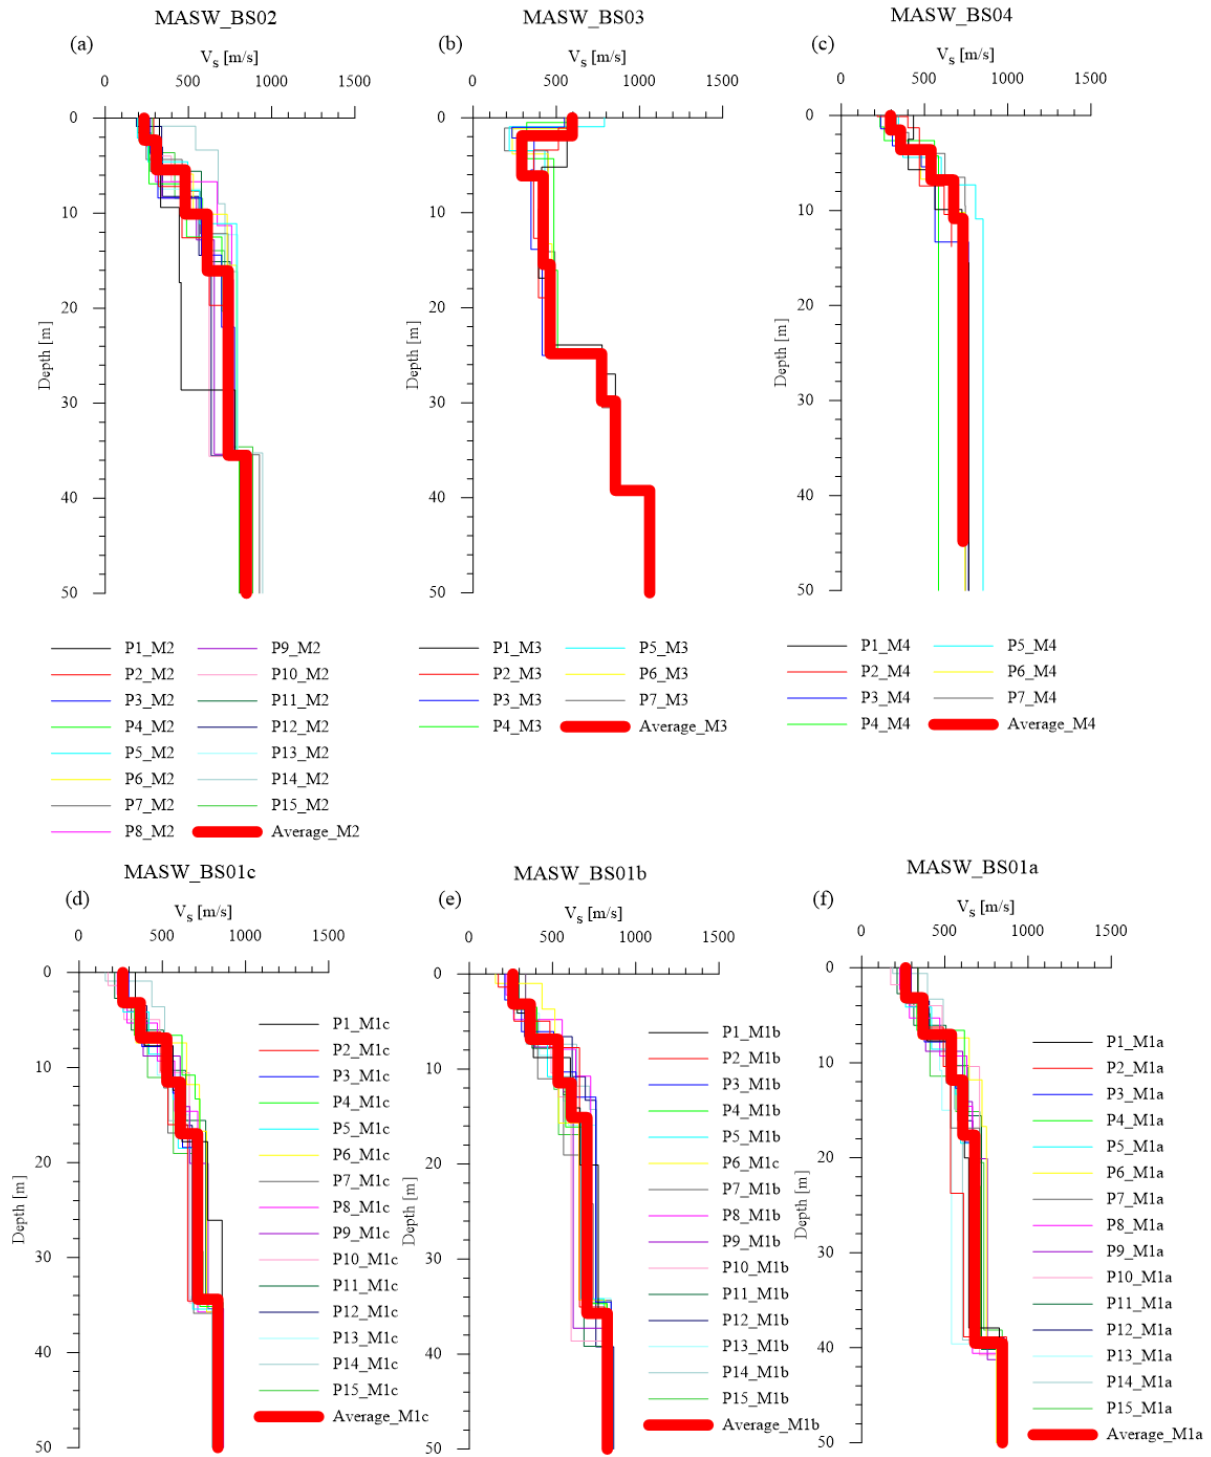 MASW_BS02
MASW_BS03
MASW_BS04
(a)
(b)
(c)
Vs [m/s]
Vs [m/s]
Vs [m/s]
0 500 1000 1500
0 500 1000 1500
0 500 1000 1500
0
10
20
30
40
50
Depth [m]
0
10
20
30
40
50
Depth [m]
0
10
20
30
40
50
Depth [m]
P1_M2
P2_M2
P3_M2
P4_M2
P5_M2
P6_M2
P7_M2
P8_M2
P9_M2
P10_M2
P11_M2
P12_M2
P13_M2
P14_M2
P15_M2
Average_M2
P1_M3
P2_M3
P3_M3
P4_M3
P5_M3
P6_M3
P7_M3
Average_M3
P1_M4
P2_M4
P3_M4
P4_M4
P5_M4
P6_M4
P7_M4
Average_M4
MASW_BS01c
MASW_BS01b
MASW_BS01a
(d)
(e)
(f)
Vs [m/s]
Vs [m/s]
Vs [m/s]
0 500 1000 1500
0 500 1000 1500
0 500 1000 1500
0
10
20
30
40
50
Depth [m]
P1_M1c
P2_M1c
P3_M1c
P4_M1c
P5_M1c
P6_M1c
P7_M1c
P8_M1c
P9_M1c
P10_M1c
P11_M1c
P12_M1c
P13_M1c
P14_M1c
P15_M1c
Average_M1c
0
10
20
30
40
50
Depth [m]
P1_M1b
P2_M1b
P3_M1b
P4_M1b
P5_M1b
P6_M1c
P7_M1b
P8_M1b
P9_M1b
P10_M1b
P11_M1b
P12_M1b
P13_M1b
P14_M1b
P15_M1b
Average_M1b
0
10
20
30
40
50
Depth [m]
P1_M1a
P2_M1a
P3_M1a
P4_M1a
P5_M1a
P6_M1a
P7_M1a
P8_M1a
P9_M1a
P10_M1a
P11_M1a
P12_M1a
P13_M1a
P14_M1a
P15_M1a
Average_M1a